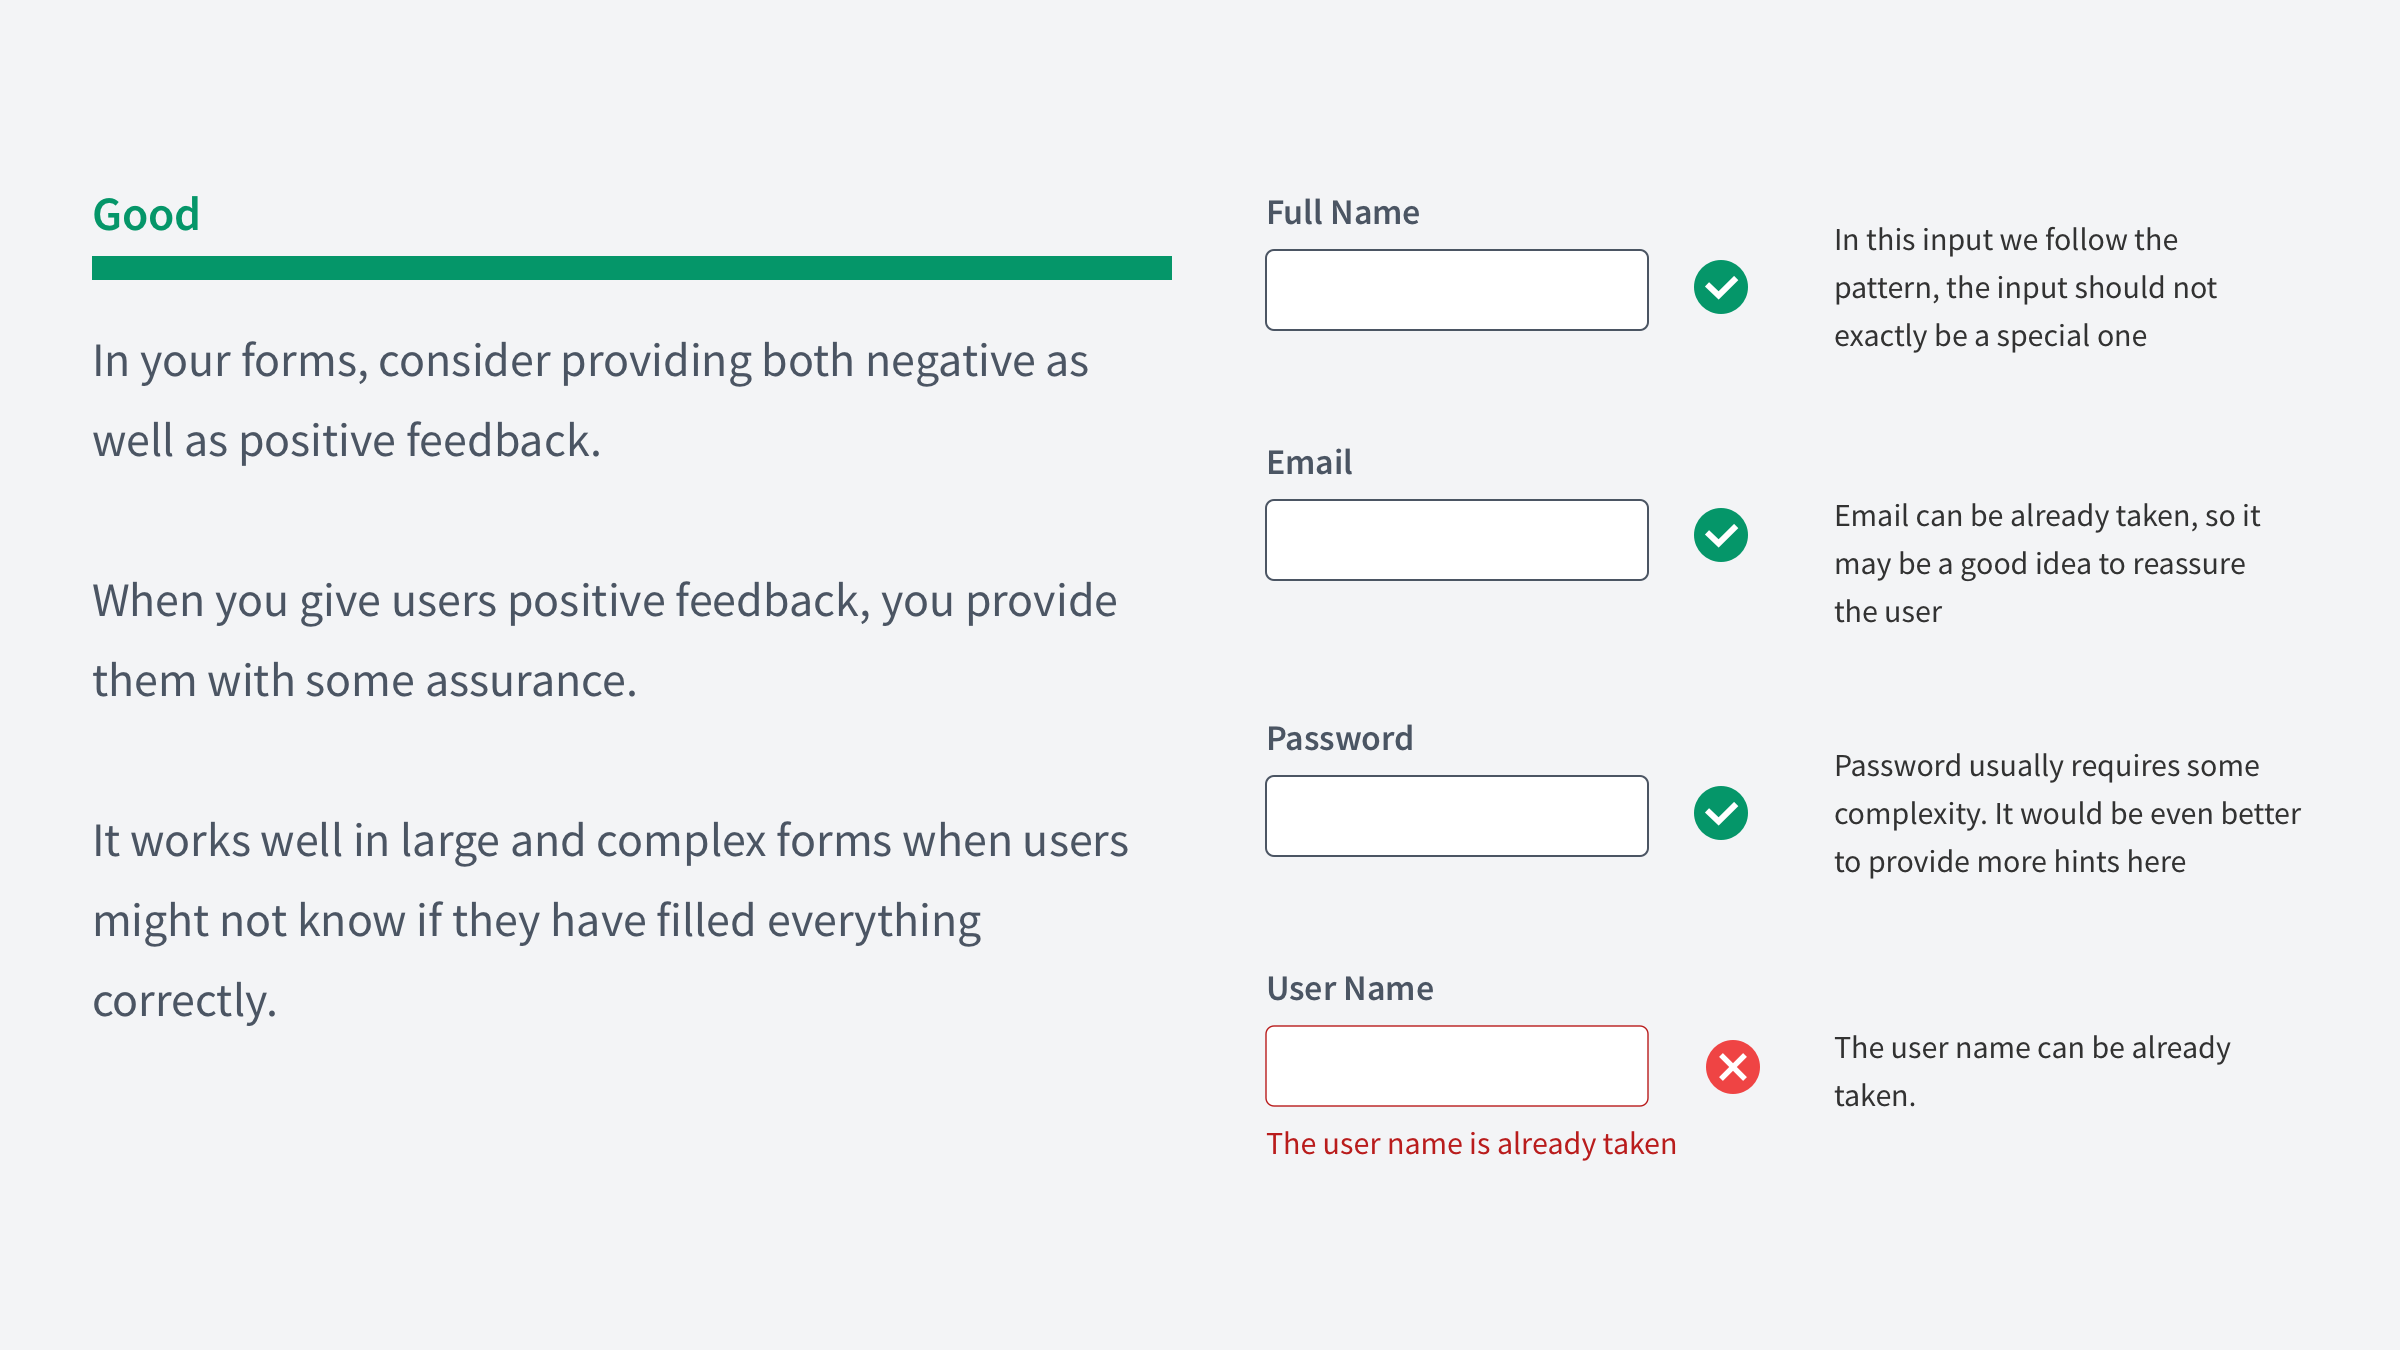 Good
In your forms, consider providing both negative as
well as positive feedback.
When you give users positive feedback, you provide
them with some assurance.
It works well in large and complex forms when users
might not know if they have filled everything
correctly.
Full Name
In this input we follow the
pattern, the input should not
exactly be a special one
Email
Email can be already taken, so it
may be a good idea to reassure
the user
Password
Password usually requires some
complexity. It would be even better
to provide more hints here
User Name
The user name can be already
taken.
The user name is already taken